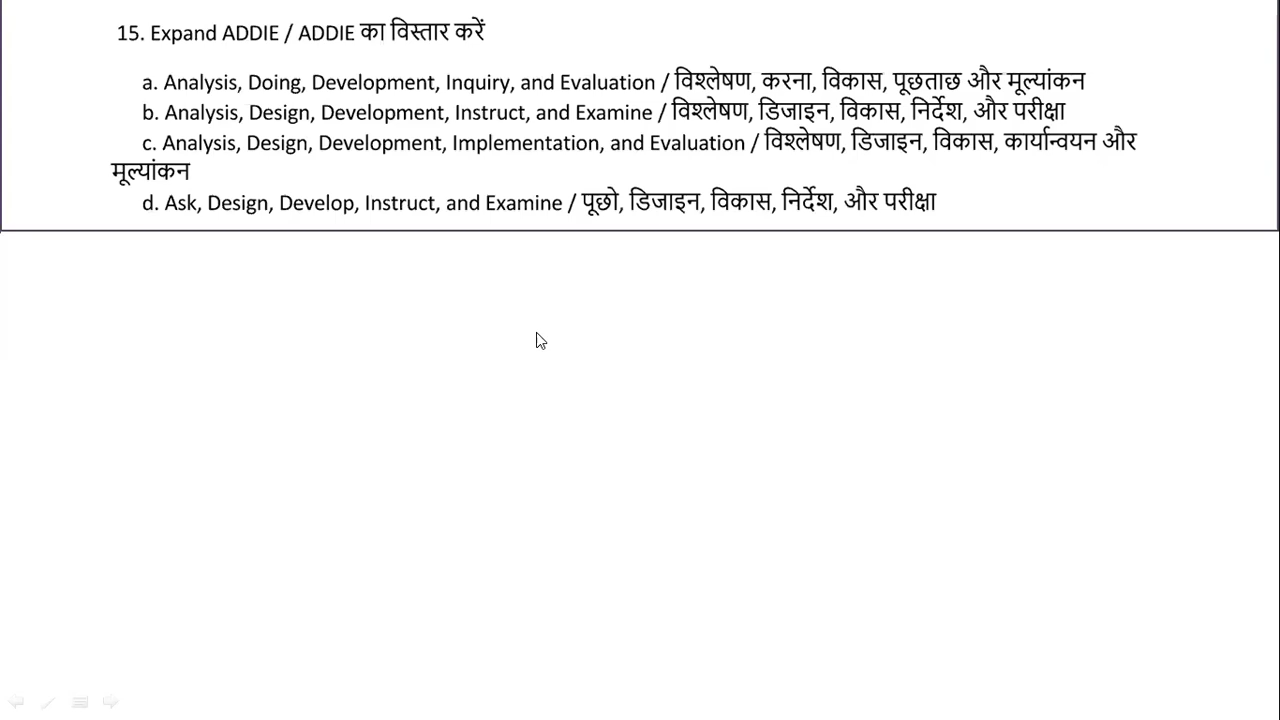 15. Expand ADDIE / ADDIE का विस्तार करें
a. Analysis, Doing, Development, Inquiry, and Evaluation / विश्लेषण, करना, विकास, पूछताछ और मूल्यांकन
b. Analysis, Design, Development, Instruct, and Examine / विश्लेषण, डिजाइन, विकास, निर्देश, और परीक्षा
c. Analysis, Design, Development, Implementation, and Evaluation / विश्लेषण, डिजाइन, विकास, कार्यान्वयन और
मूल्यांकन
d. Ask, Design, Develop, Instruct, and Examine / पूछो, डिजाइन, विकास, निर्देश, और परीक्षा